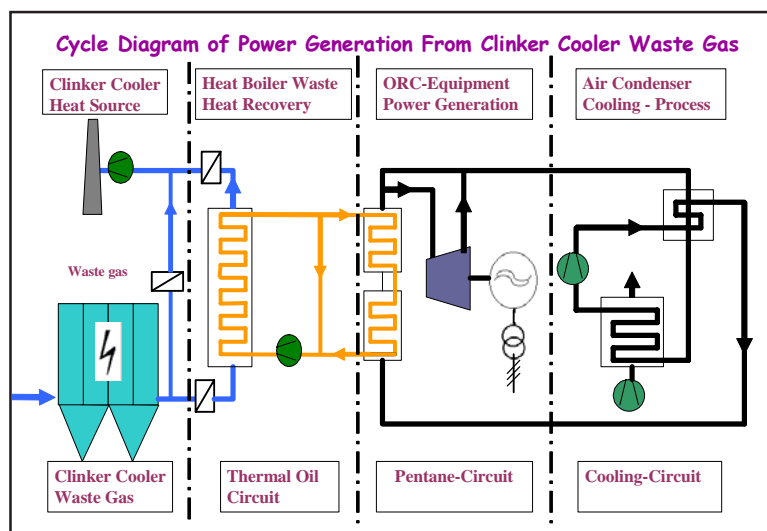 Cycle Diagram of Power Generation From Clinker Cooler Waste Gas
Clinker Cooler
Heat Source
Heat Boiler Waste
Heat Recovery
ORC-Equipment
Power Generation
Air Condenser
Cooling - Process
Waste gas
Clinker Cooler
Waste Gas
Thermal Oil
Circuit
Pentane-Circuit
Cooling-Circuit